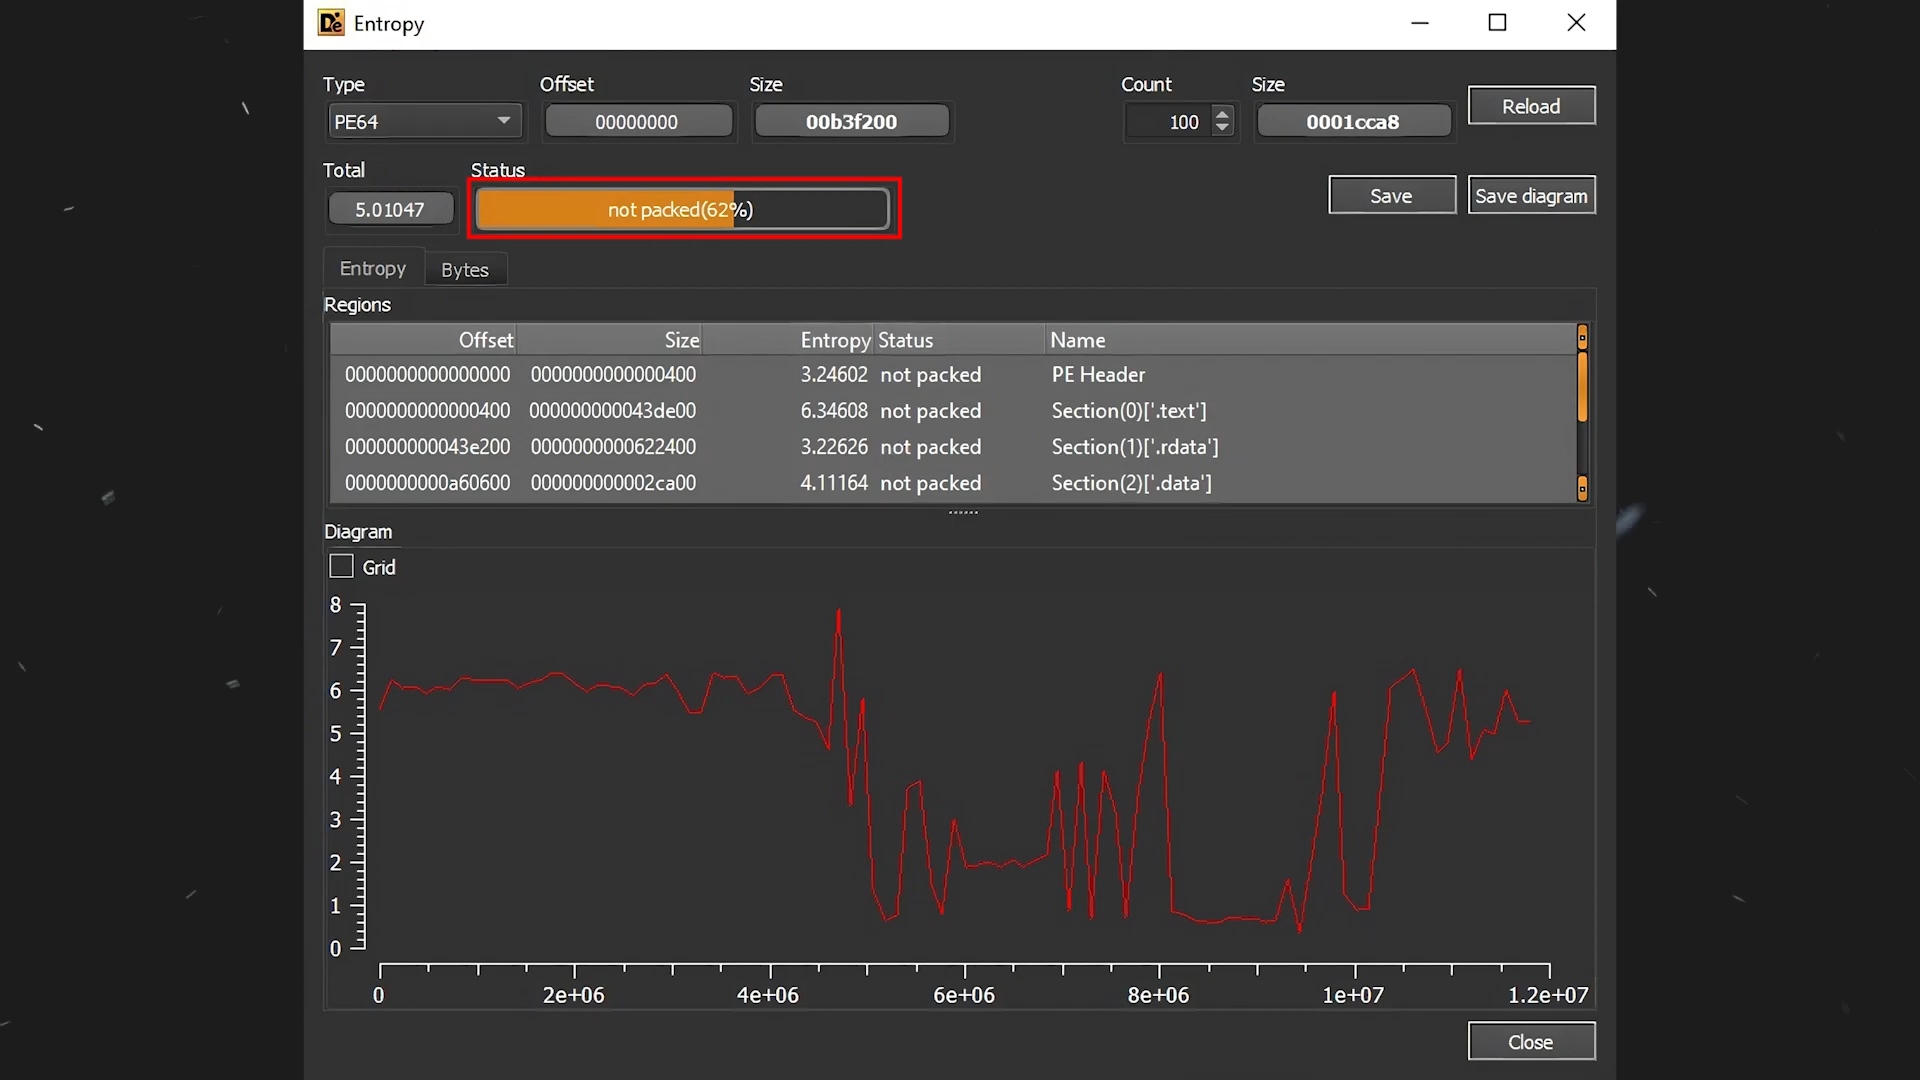 De Entropy
Type Offset Size Count Size
PE64 00000000 00b3f200 100 0001cca8 Reload
Total Status
5.01047 not packed(62%) Save Save diagram
Entropy Bytes
Regions
Offset Size Entropy Status Name
0000000000000000 0000000000000400 3.24602 not packed PE Header
0000000000000400 000000000043de00 6.34608 not packed Section(0)['.text']
000000000043e200 0000000000622400 3.22626 not packed Section(1)['.rdata']
0000000000a60600 000000000002ca00 4.11164 not packed Section(2)['.data']
Diagram
Grid
8
7
6
5
4
3
2
1
0
0 2e+06 4e+06 6e+06 8e+06 1e+07 1.2e+07
Close